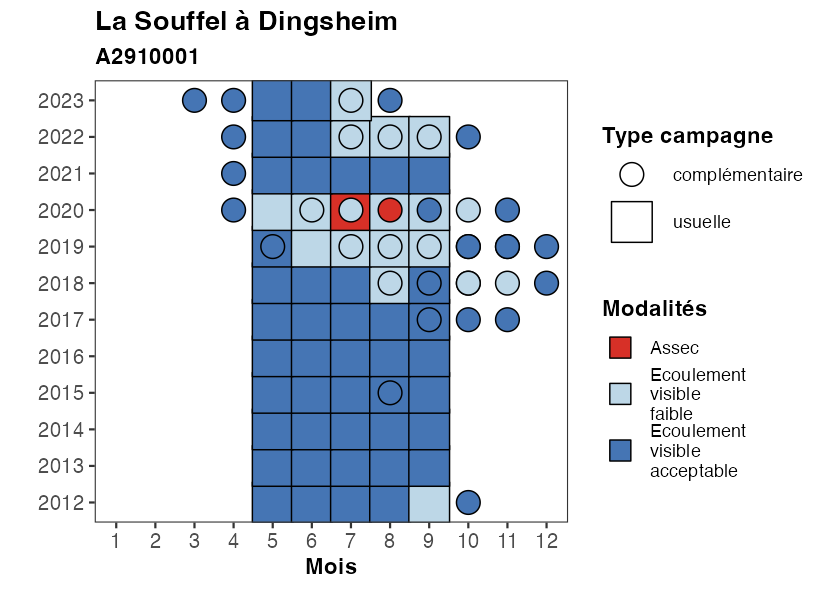 La Souffel à Dingsheim
A2910001
2023
2022
2021
2020
2019
2018
2017
2016
2015
2014
2013
2012
1 2 3 4 5 6 7 8 9 10 11 12
Mois
Type campagne
complémentaire
usuelle
Modalités
Assec
Ecoulement
visible
faible
Ecoulement
visible
acceptable